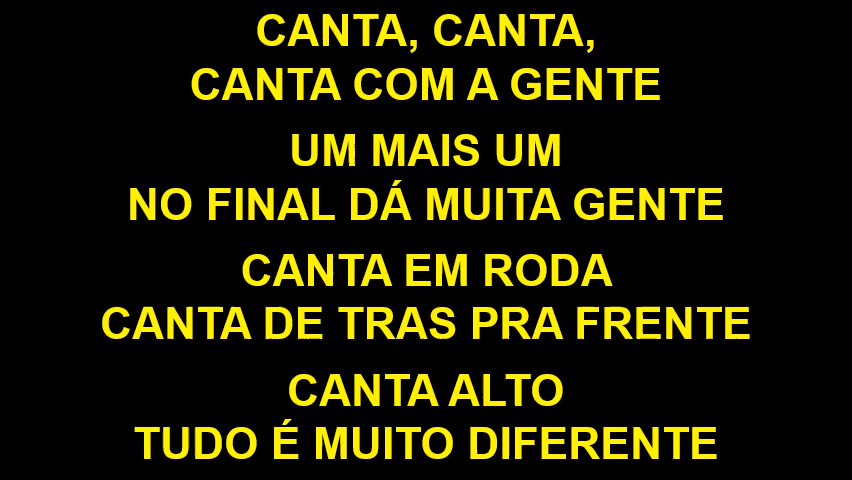 CANTA, CANTA,
CANTA COM A GENTE
UM MAIS UM
NO FINAL DÁ MUITA GENTE
CANTA EM RODA
CANTA DE TRAS PRA FRENTE
CANTA ALTO
TUDO É MUITO DIFERENTE